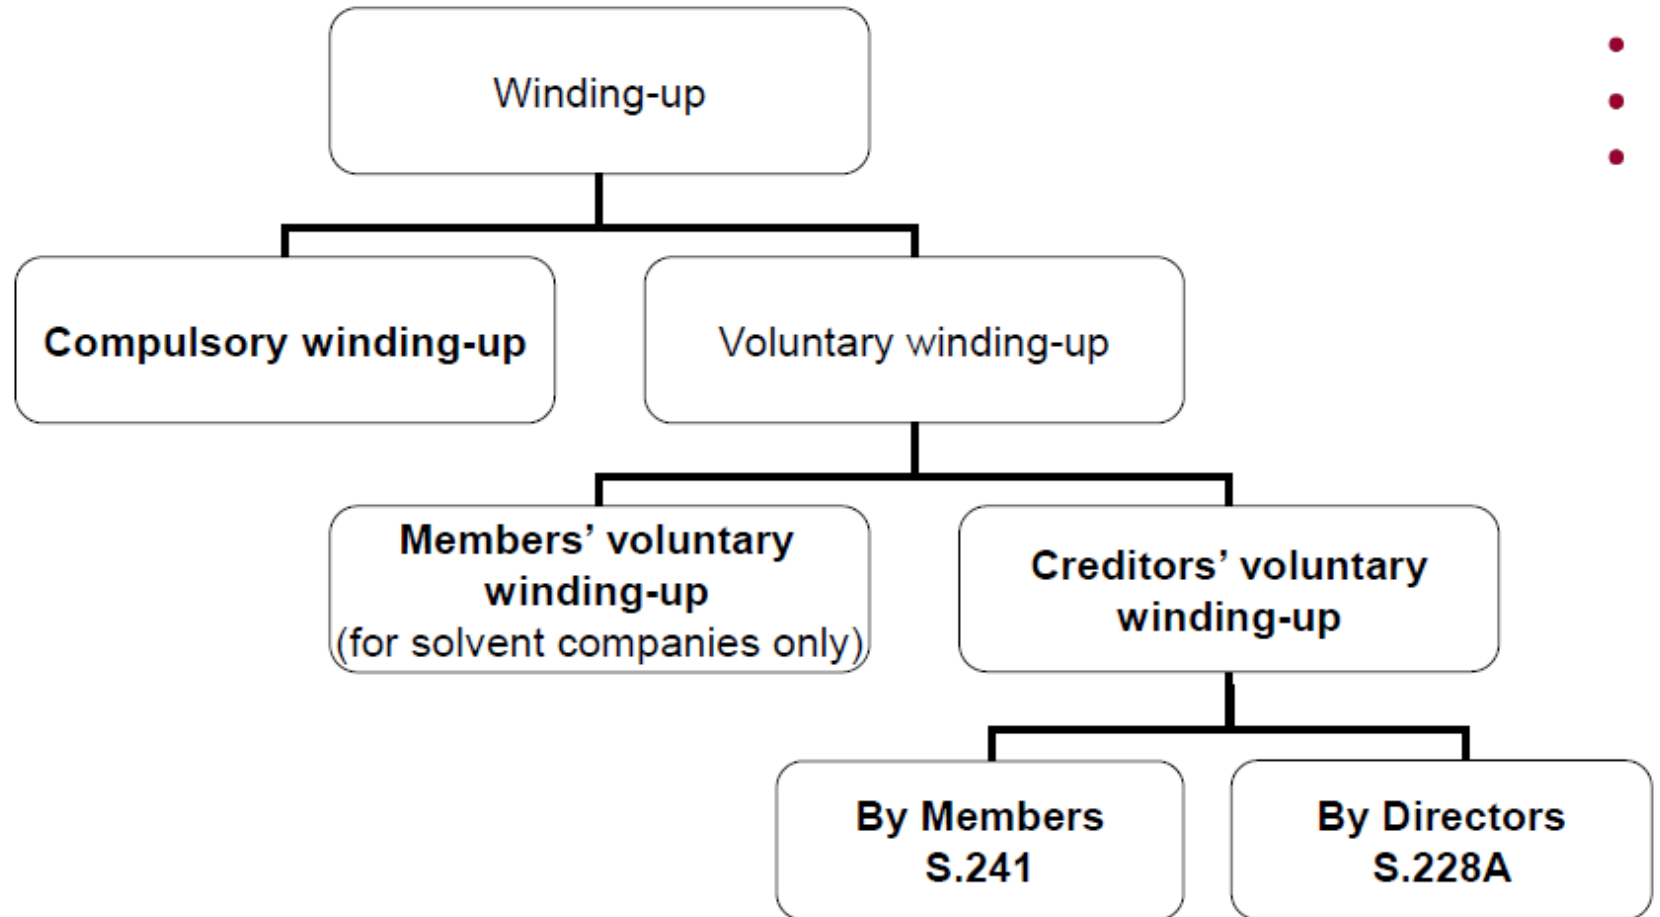 Winding-up
Compulsory winding-up
Voluntary winding-up
Members’ voluntary
winding-up
(for solvent companies only)
Creditors’ voluntary
winding-up
By Members
S.241
By Directors
S.228A